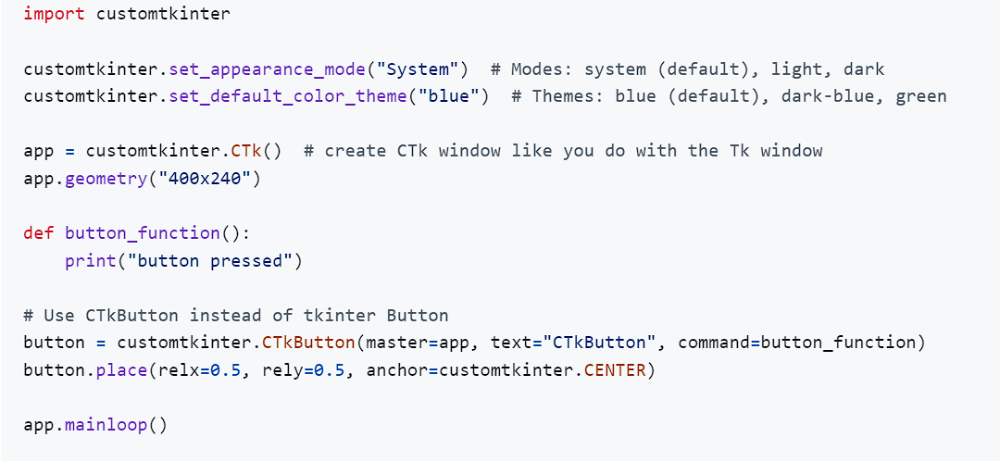 import customtkinter

customtkinter.set_appearance_mode("System")  # Modes: system (default), light, dark
customtkinter.set_default_color_theme("blue")  # Themes: blue (default), dark-blue, green

app = customtkinter.CTk()  # create CTk window like you do with the Tk window
app.geometry("400x240")

def button_function():
    print("button pressed")

# Use CTkButton instead of tkinter Button
button = customtkinter.CTkButton(master=app, text="CTkButton", command=button_function)
button.place(relx=0.5, rely=0.5, anchor=customtkinter.CENTER)

app.mainloop()